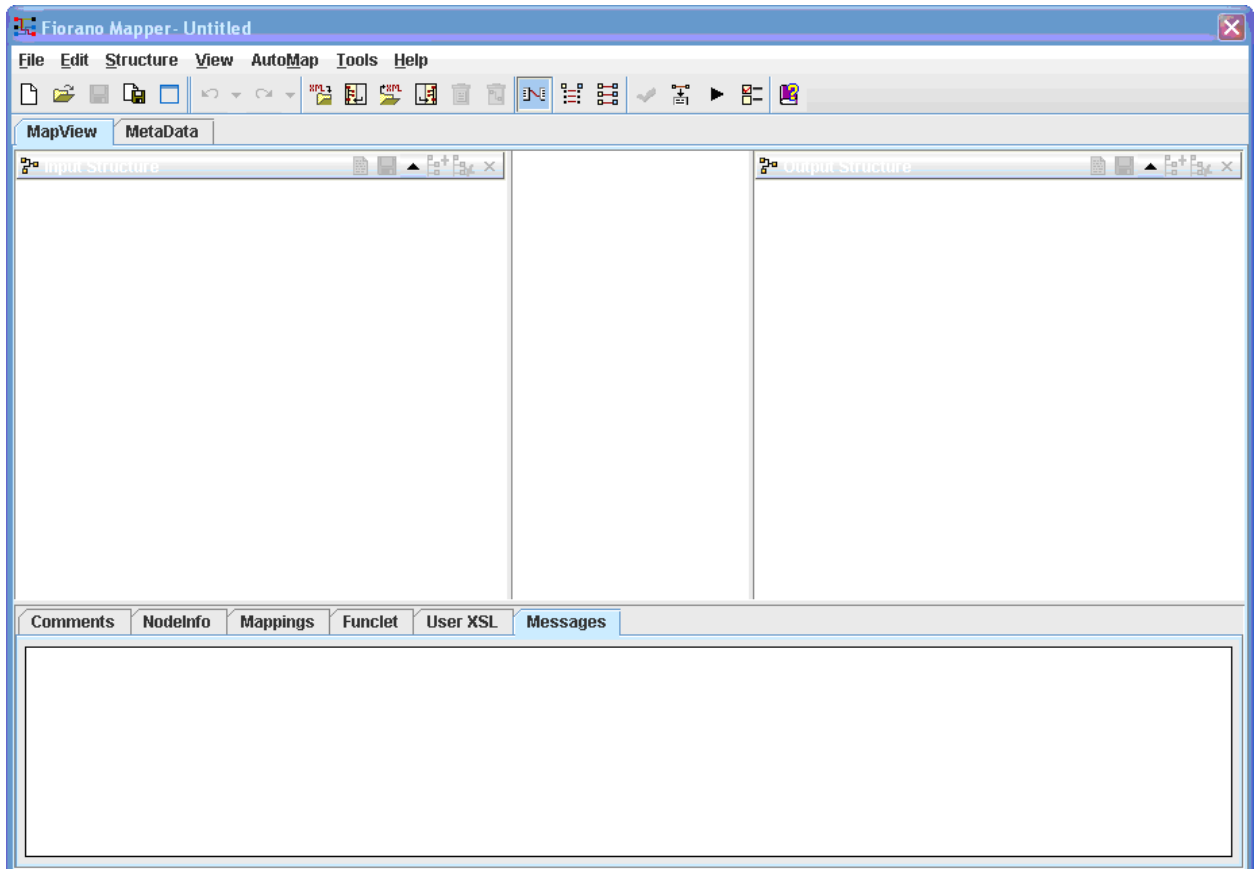 Fiorano Mapper- Untitled
File Edit Structure View AutoMap Tools Help
MapView MetaData
Input Structure Output Structure
Comments NodeInfo Mappings Funclet User XSL Messages